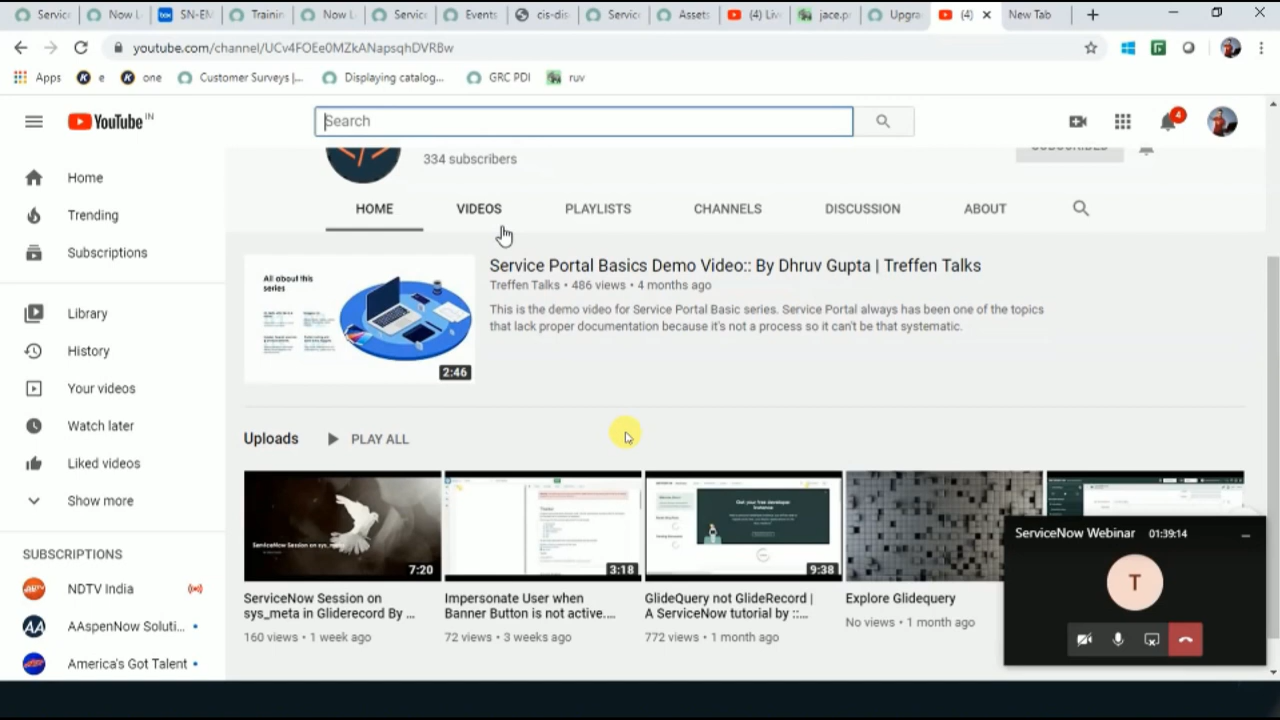 Servic
Now L
box SN-EM
Trainin
Now L
Servic
Events
cis-dis
Servic
Assets
(4) Liv
jace.pr
Upgra
(4)
New Tab
youtube.com/channel/UCv4FOEe0MZkANapsqhDVRBw
Apps
e
one
Customer Surveys |...
Displaying catalog...
GRC PDI
ruv
YouTube IN
Search
4
334 subscribers
SUBSCRIBED
HOME
VIDEOS
PLAYLISTS
CHANNELS
DISCUSSION
ABOUT
Home
Trending
Subscriptions
Library
History
Your videos
Watch later
Liked videos
Show more
SUBSCRIPTIONS
NDTV India
AAspenNow Soluti...
America's Got Talent
All about this
series
2:46
Service Portal Basics Demo Video:: By Dhruv Gupta | Treffen Talks
Treffen Talks • 486 views • 4 months ago
This is the demo video for Service Portal Basic series. Service Portal always has been one of the topics
that lack proper documentation because it's not a process so it can't be that systematic.
Uploads
PLAY ALL
ServiceNow Session on sys_meta
7:20
ServiceNow Session on
sys_meta in Gliderecord By ...
160 views • 1 week ago
3:18
Impersonate User when
Banner Button is not active....
72 views • 3 weeks ago
9:38
GlideQuery not GlideRecord |
A ServiceNow tutorial by ::...
772 views • 1 month ago
Explore Glidequery
No views • 1 month ago
ServiceNow Webinar
01:39:14
T